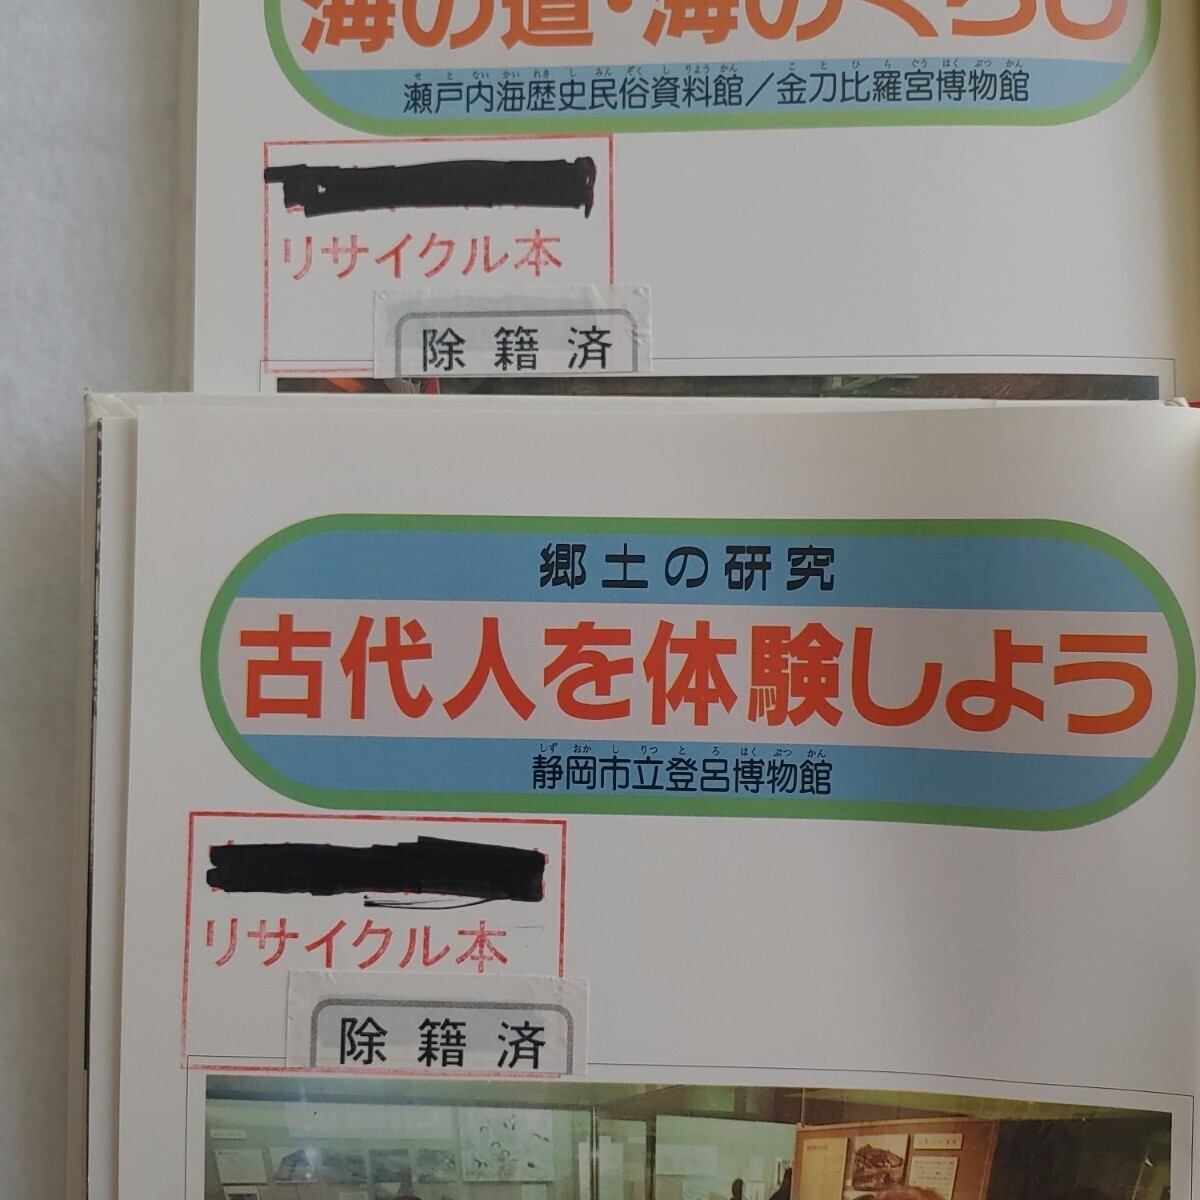 海の道・海のくらし
せとないかいれきしみんぞくしりょうかん　ことひらぐうはくぶつかん
瀬戸内海歴史民俗資料館／金刀比羅宮博物館
リサイクル本
除籍済
郷土の研究
古代人を体験しよう
しずおかしりつとろはくぶつかん
静岡市立登呂博物館
リサイクル本
除籍済